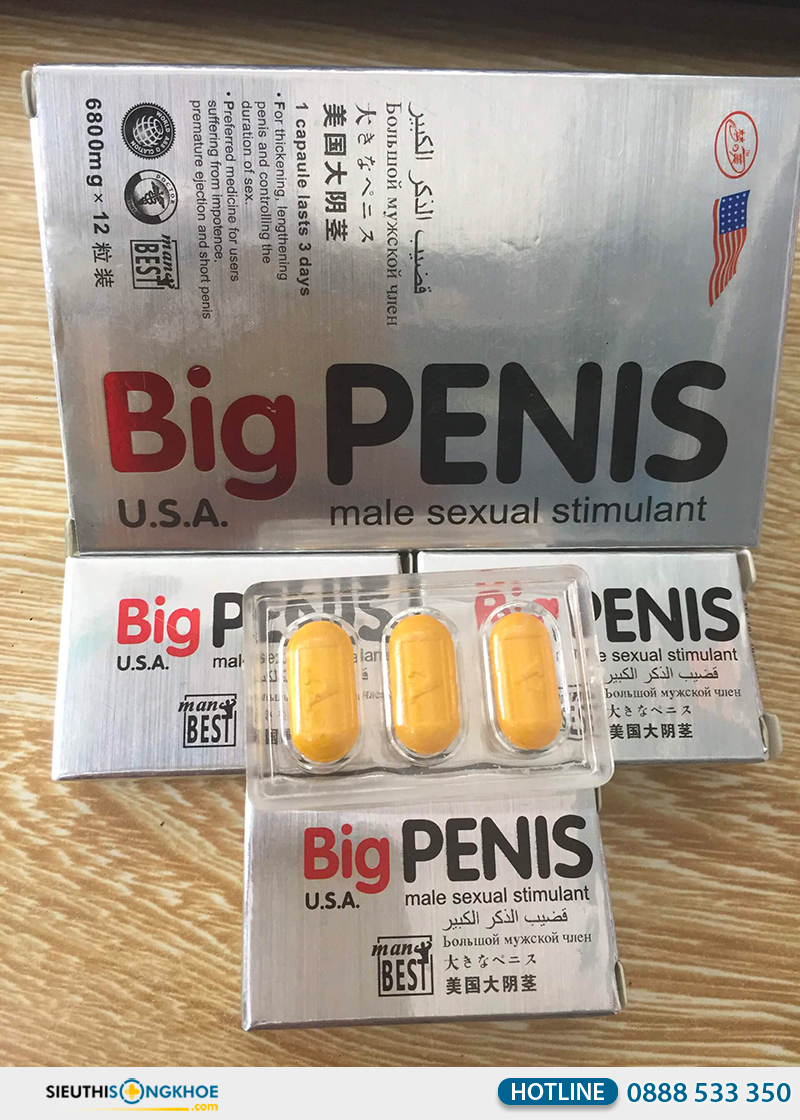 قضيب الذكر الكبير
Большой мужской член
大きなペニス
美国大阴茎
1 capaule lasts 3 days
• For thickening, lengthening
penis and controlling the
duration of sex.
• Preferred medicine for users
suffering from impotence,
premature ejection and short penis
DOCTOR
man
BEST
6800mg × 12 粒装
Big PENIS
U.S.A. male sexual stimulant
Big PENIS
U.S.A.
man
BEST
Big PENIS
e sexual stimulant
قضيب الذكر الكبير
Большой мужской член
大きなペニス
美国大阴茎
Big PENIS
U.S.A. male sexual stimulant
قضيب الذكر الكبير
Большой мужской член
man
BEST
大きなペニス
美国大阴茎
SIEUTHISONGKHOE
.com
HOTLINE 0888 533 350